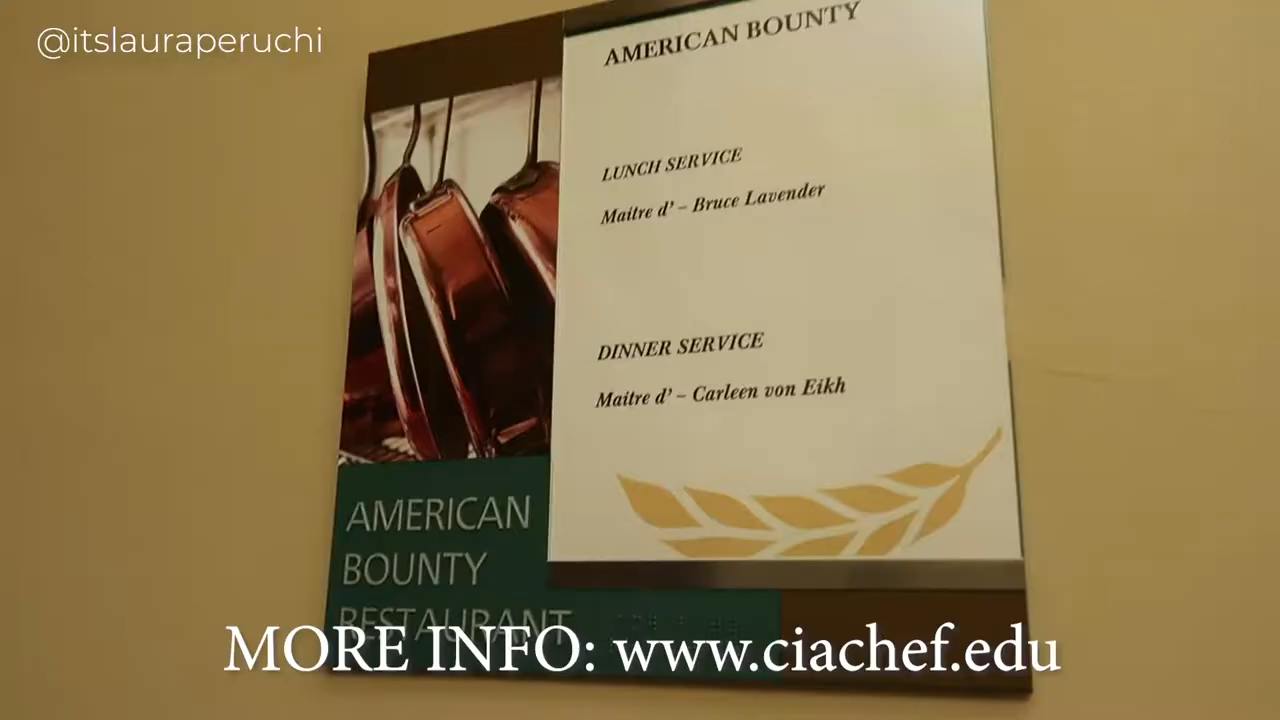 @itslauraperuchi
AMERICAN BOUNTY
LUNCH SERVICE
Maitre d' – Bruce Lavender
DINNER SERVICE
Maitre d' – Carleen von Eikh
AMERICAN
BOUNTY
RESTAURANT
MORE INFO: www.ciachef.edu